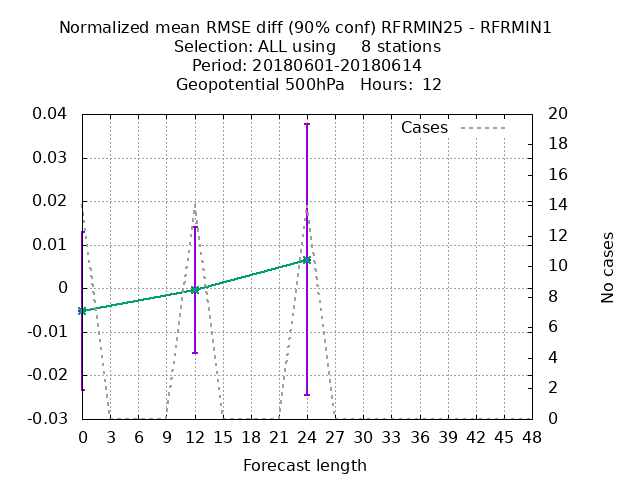 Normalized mean RMSE diff (90% conf) RFRMIN25 - RFRMIN1
Selection: ALL using     8 stations
Period: 20180601-20180614
Geopotential 500hPa   Hours:  12
Cases
0.04
0.03
0.02
0.01
0
-0.01
-0.02
-0.03
20
18
16
14
12
10
8
6
4
2
0
No cases
0 3 6 9 12 15 18 21 24 27 30 33 36 39 42 45 48
Forecast length